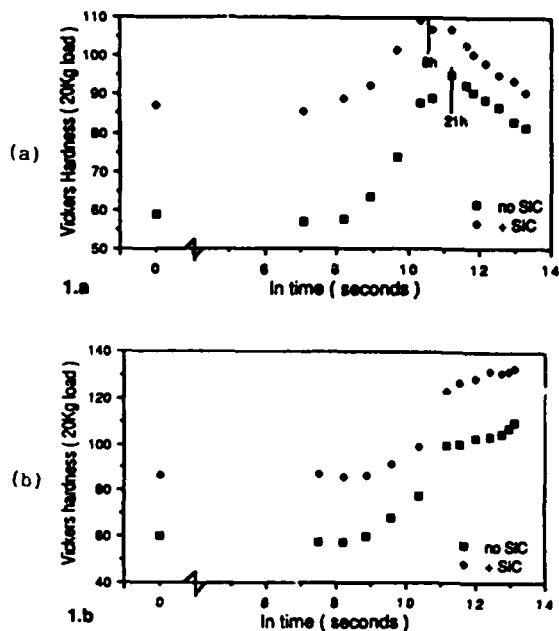 110
100
90
80
70
60
50
Vickers Hardness ( 20Kg load )
(a)
8h
21h
no SIC
+ SIC
0 6 8 10 12 14
1.a
ln time ( seconds )
140
120
100
80
60
40
Vickers hardness ( 20Kg load )
(b)
no SIC
+ SIC
0 6 8 10 12 14
1.b
ln time ( seconds )